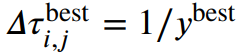 Δτ_{i,j}^{best} = 1/y^{best}